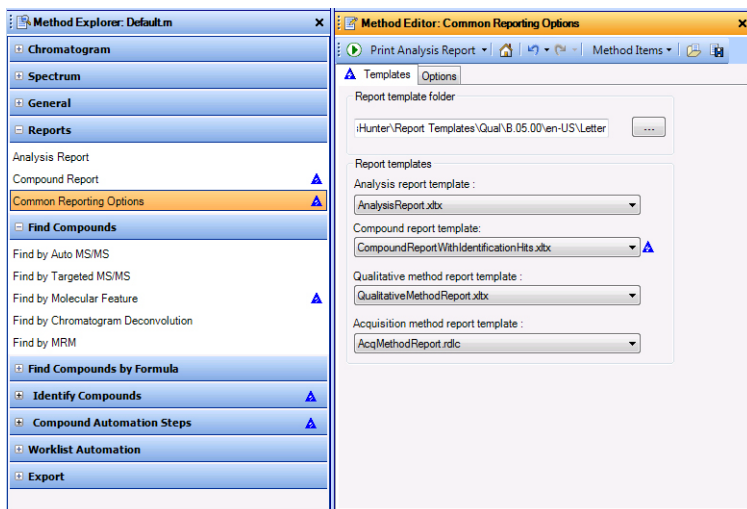 Method Explorer: Default.m
Chromatogram
Spectrum
General
Reports
Analysis Report
Compound Report
Common Reporting Options
Find Compounds
Find by Auto MS/MS
Find by Targeted MS/MS
Find by Molecular Feature
Find by Chromatogram Deconvolution
Find by MRM
Find Compounds by Formula
Identify Compounds
Compound Automation Steps
Worklist Automation
Export
Method Editor: Common Reporting Options
Print Analysis Report Method Items
Templates Options
Report template folder
Hunter\Report Templates\Qual\B.05.00\en-US\Letter ...
Report templates
Analysis report template :
AnalysisReport.xltx
Compound report template:
CompoundReportWithIdentificationHits.xltx
Qualitative method report template :
QualitativeMethodReport.xltx
Acquisition method report template :
AcqMethodReport.rdlc